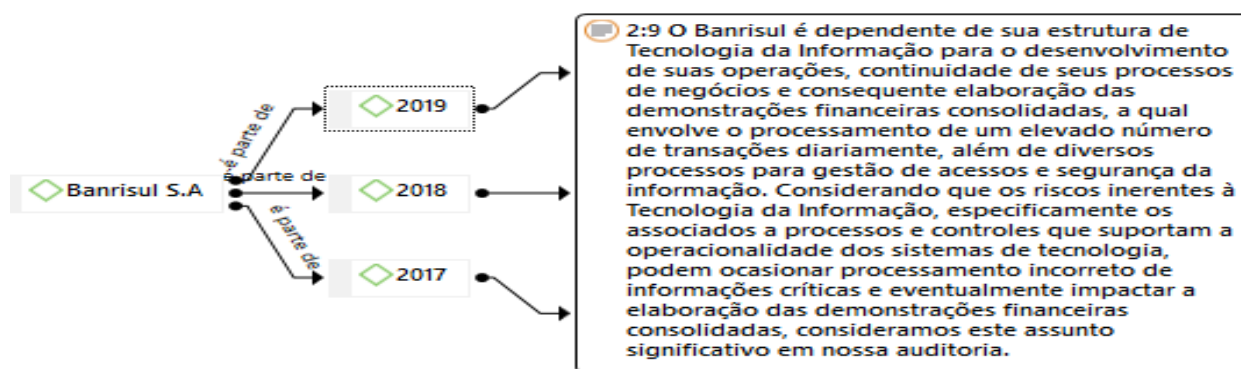 2:9 O Banrisul é dependente de sua estrutura de
Tecnologia da Informação para o desenvolvimento
de suas operações, continuidade de seus processos
de negócios e consequente elaboração das
demonstrações financeiras consolidadas, a qual
envolve o processamento de um elevado número
de transações diariamente, além de diversos
processos para gestão de acessos e segurança da
informação. Considerando que os riscos inerentes à
Tecnologia da Informação, especificamente os
associados a processos e controles que suportam a
operacionalidade dos sistemas de tecnologia,
podem ocasionar processamento incorreto de
informações críticas e eventualmente impactar a
elaboração das demonstrações financeiras
consolidadas, consideramos este assunto
significativo em nossa auditoria.
2019
é parte de
Banrisul S.A
é parte de
2018
é parte de
2017